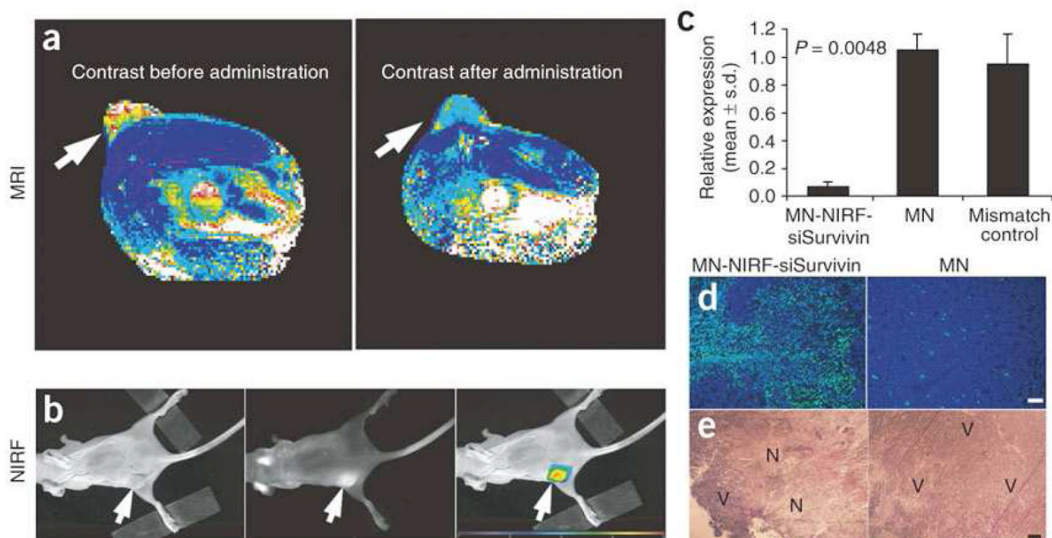 a
Contrast before administration
Contrast after administration
MRI
b
NIRF
c
P = 0.0048
Relative expression
(mean ± s.d.)
1.2
1.0
0.8
0.6
0.4
0.2
0.0
MN-NIRF-
siSurvivin
MN
Mismatch
control
MN-NIRF-siSurvivin
MN
d
e
N
V
N
V
V
V